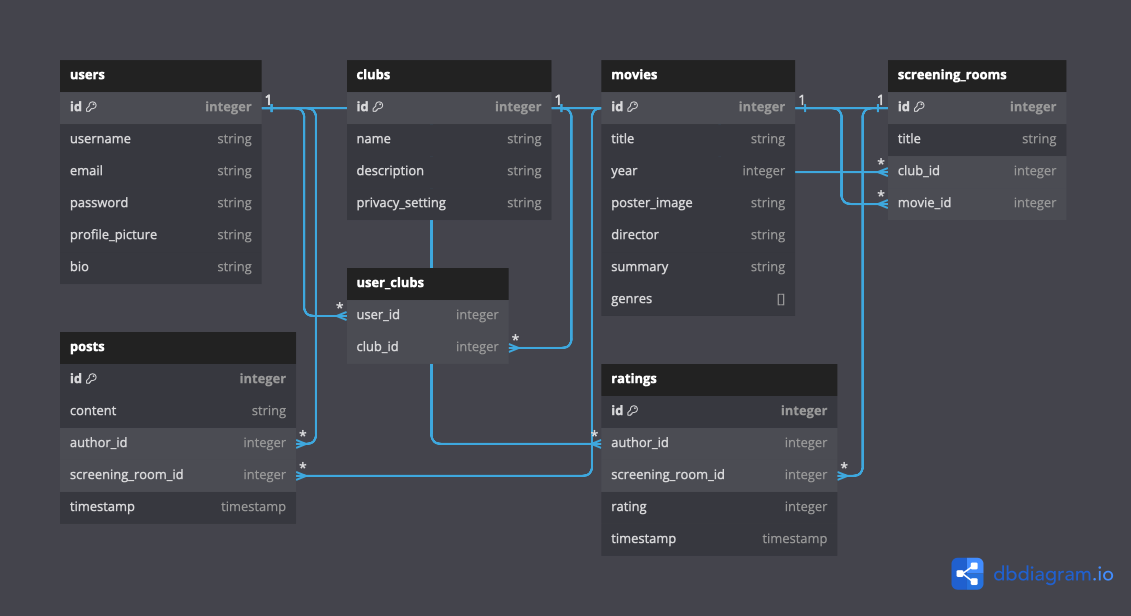 users
id integer
username string
email string
password string
profile_picture string
bio string
clubs
id integer
name string
description string
privacy_setting string
movies
id integer
title string
year integer
poster_image string
director string
summary string
genres []
screening_rooms
id integer
title string
club_id integer
movie_id integer
user_clubs
user_id integer
club_id integer
posts
id integer
content string
author_id integer
screening_room_id integer
timestamp timestamp
ratings
id integer
author_id integer
screening_room_id integer
rating integer
timestamp timestamp
1
1
1
1
*
*
*
*
*
*
*
*
dbdiagram.io